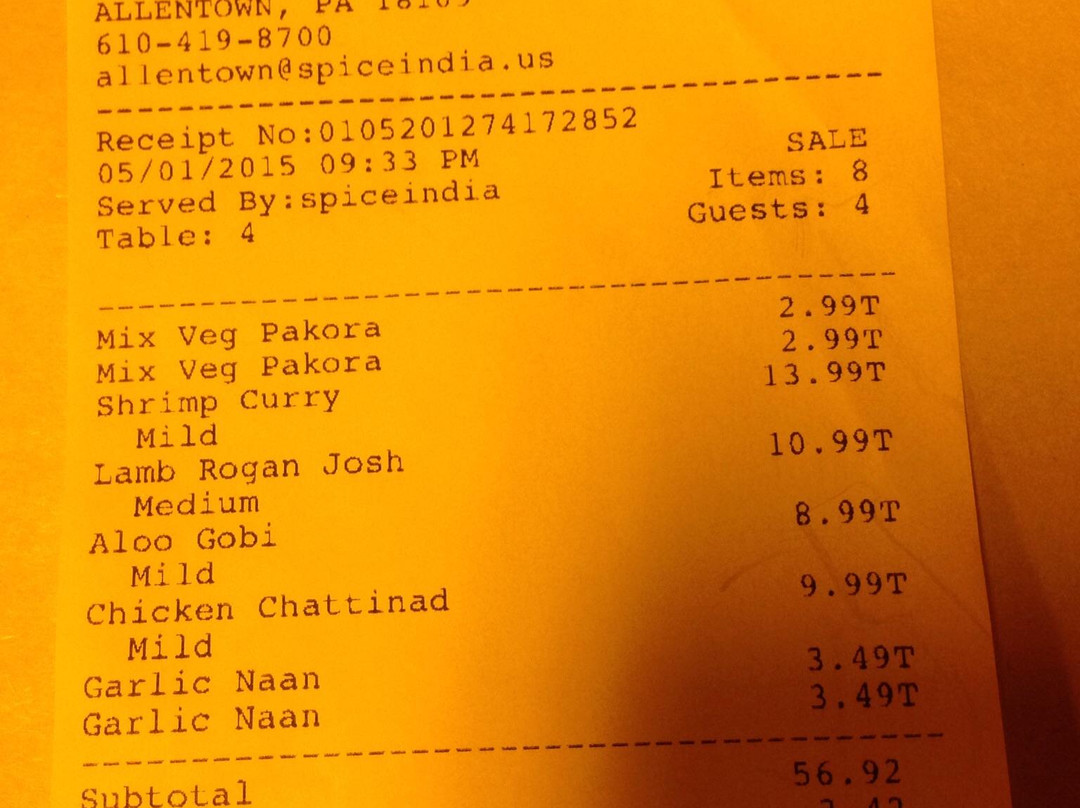 ALLENTOWN, PA 18109
610-419-8700
allentown@spiceindia.us
Receipt No:0105201274172852
05/01/2015 09:33 PM SALE
Served By:spiceindia Items: 8
Table: 4 Guests: 4
Mix Veg Pakora 2.99T
Mix Veg Pakora 2.99T
Shrimp Curry 13.99T
Mild
Lamb Rogan Josh 10.99T
Medium
Aloo Gobi 8.99T
Mild
Chicken Chattinad 9.99T
Mild
Garlic Naan 3.49T
Garlic Naan 3.49T
Subtotal 56.92